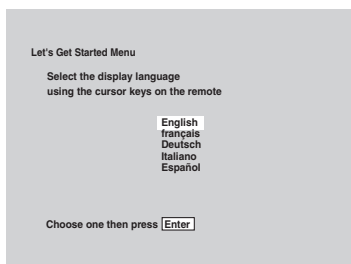 Let's Get Started Menu
Select the display language
using the cursor keys on the remote
English
français
Deutsch
Italiano
Español
Choose one then press Enter